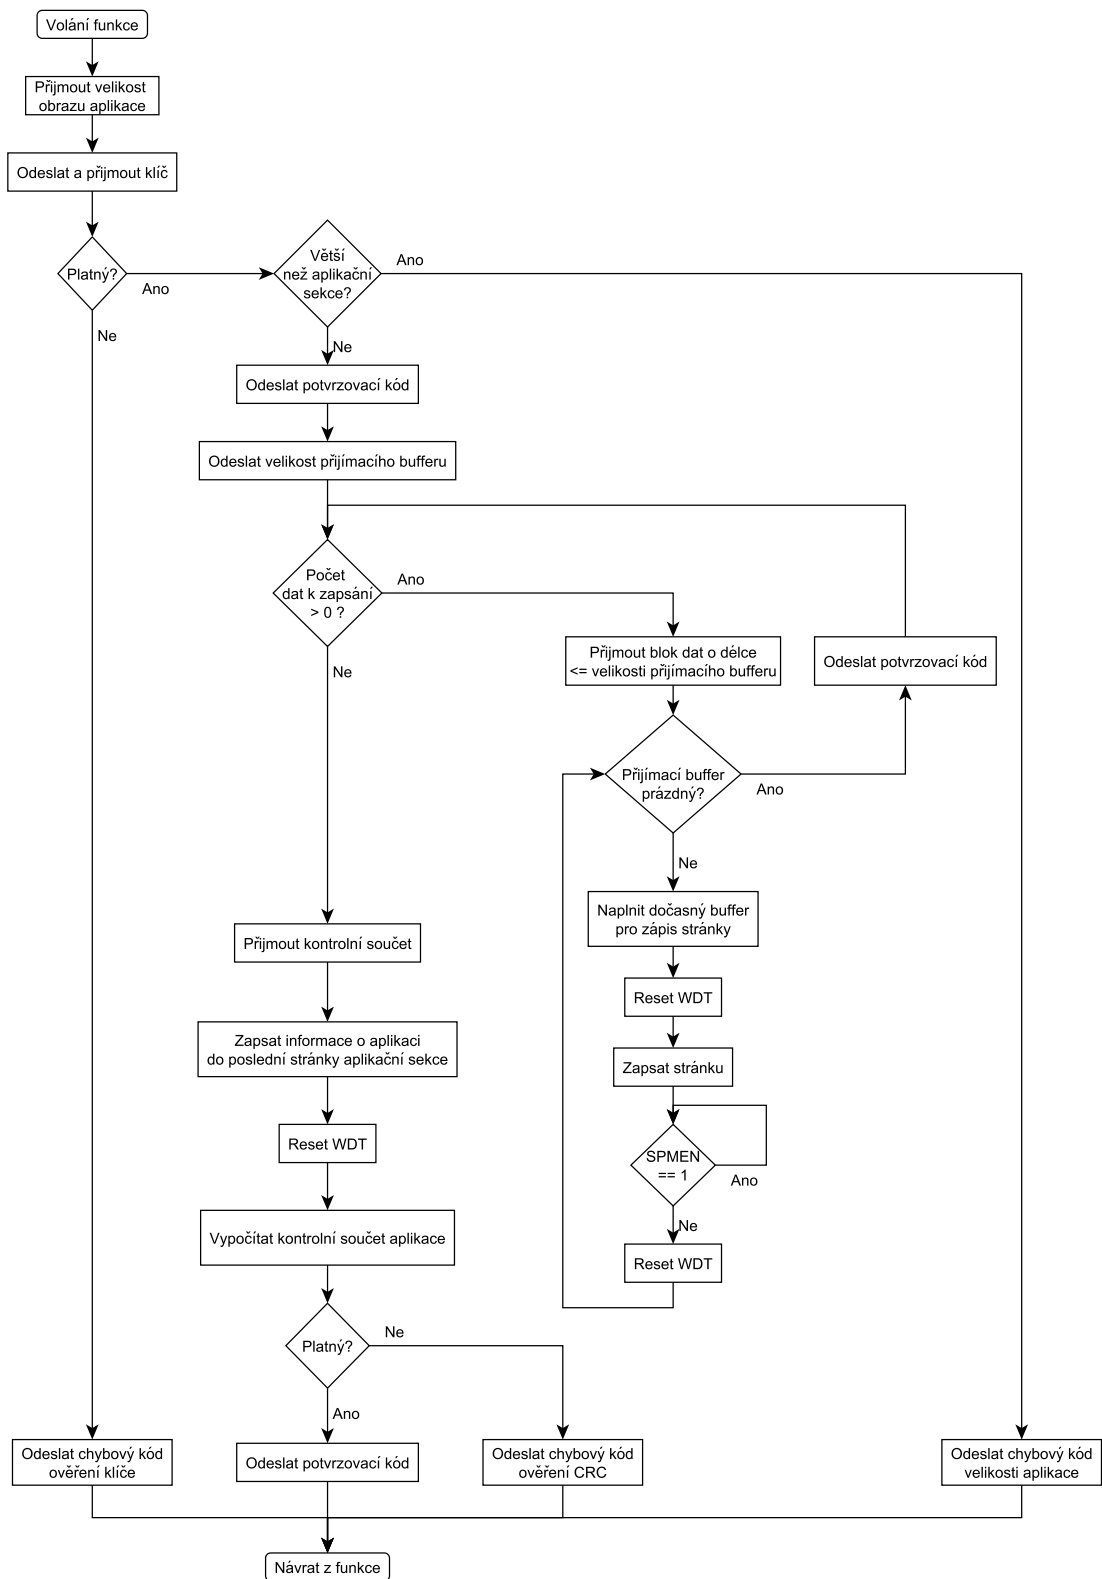 Volání funkce
Přijmout velikost
obrazu aplikace
Odeslat a přijmout klíč
Platný?
Ano
Ne
Větší
než aplikační
sekce?
Ano
Ne
Odeslat potvrzovací kód
Odeslat velikost přijímacího bufferu
Počet
dat k zapsání
> 0 ?
Ano
Ne
Přijmout blok dat o délce
<= velikosti přijímacího bufferu
Odeslat potvrzovací kód
Přijímací buffer
prázdný?
Ano
Ne
Naplnit dočasný buffer
pro zápis stránky
Reset WDT
Zapsat stránku
SPMEN
== 1
Ano
Ne
Reset WDT
Přijmout kontrolní součet
Zapsat informace o aplikaci
do poslední stránky aplikační sekce
Reset WDT
Vypočítat kontrolní součet aplikace
Platný?
Ne
Ano
Odeslat chybový kód
ověření klíče
Odeslat potvrzovací kód
Odeslat chybový kód
ověření CRC
Odeslat chybový kód
velikosti aplikace
Návrat z funkce